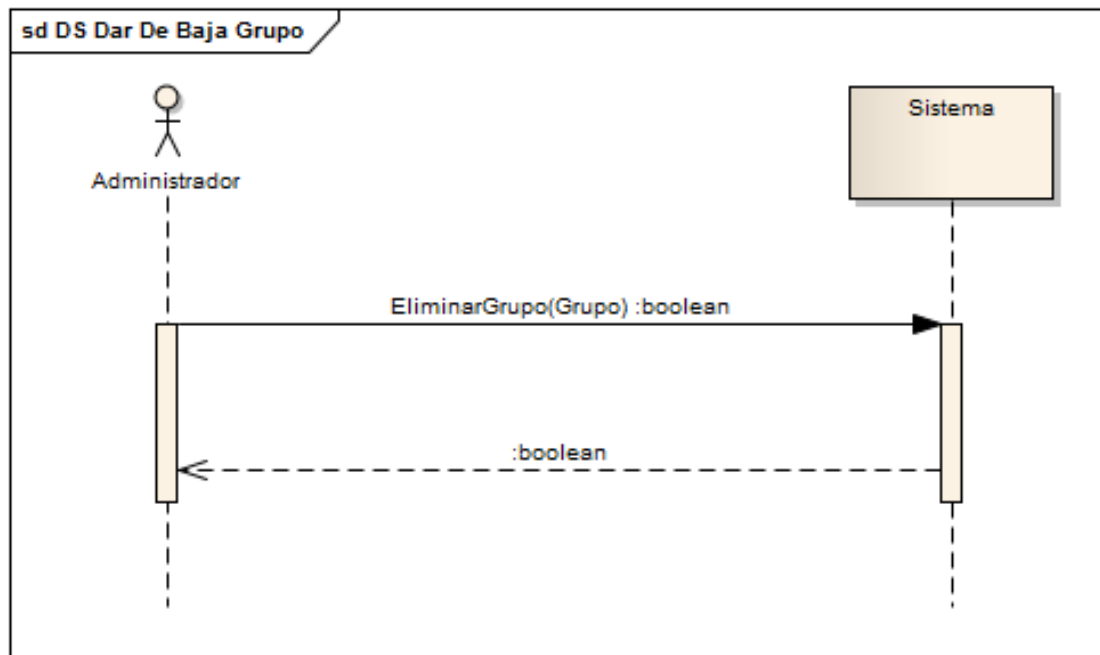 sd DS Dar De Baja Grupo
Administrador
Sistema
EliminarGrupo(Grupo) :boolean
:boolean